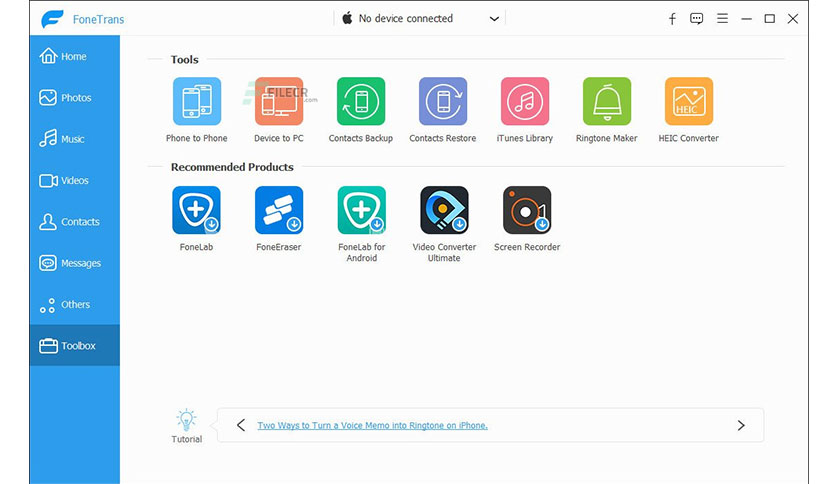 FoneTrans
No device connected
Home
Photos
Music
Videos
Contacts
Messages
Others
Toolbox
Tools
FILECR
.com
Phone to Phone
Device to PC
Contacts Backup
Contacts Restore
iTunes Library
Ringtone Maker
HEIC
HEIC Converter
Recommended Products
FoneLab
FoneEraser
FoneLab for
Android
Video Converter
Ultimate
Screen Recorder
Tutorial
Two Ways to Turn a Voice Memo into Ringtone on iPhone.